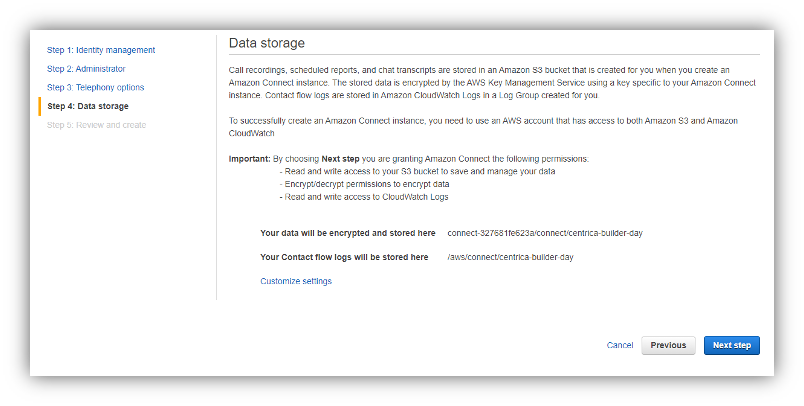 Step 1: Identity management
Step 2: Administrator
Step 3: Telephony options
Step 4: Data storage
Step 5: Review and create
Data storage
Call recordings, scheduled reports, and chat transcripts are stored in an Amazon S3 bucket that is created for you when you create an
Amazon Connect instance. The stored data is encrypted by the AWS Key Management Service using a key specific to your Amazon Connect
instance. Contact flow logs are stored in Amazon CloudWatch Logs in a Log Group created for you.
To successfully create an Amazon Connect instance, you need to use an AWS account that has access to both Amazon S3 and Amazon
CloudWatch
Important: By choosing Next step you are granting Amazon Connect the following permissions:
- Read and write access to your S3 bucket to save and manage your data
- Encrypt/decrypt permissions to encrypt data
- Read and write access to CloudWatch Logs
Your data will be encrypted and stored here connect-327681fe623a/connect/centrica-builder-day
Your Contact flow logs will be stored here /aws/connect/centrica-builder-day
Customize settings
Cancel Previous Next step